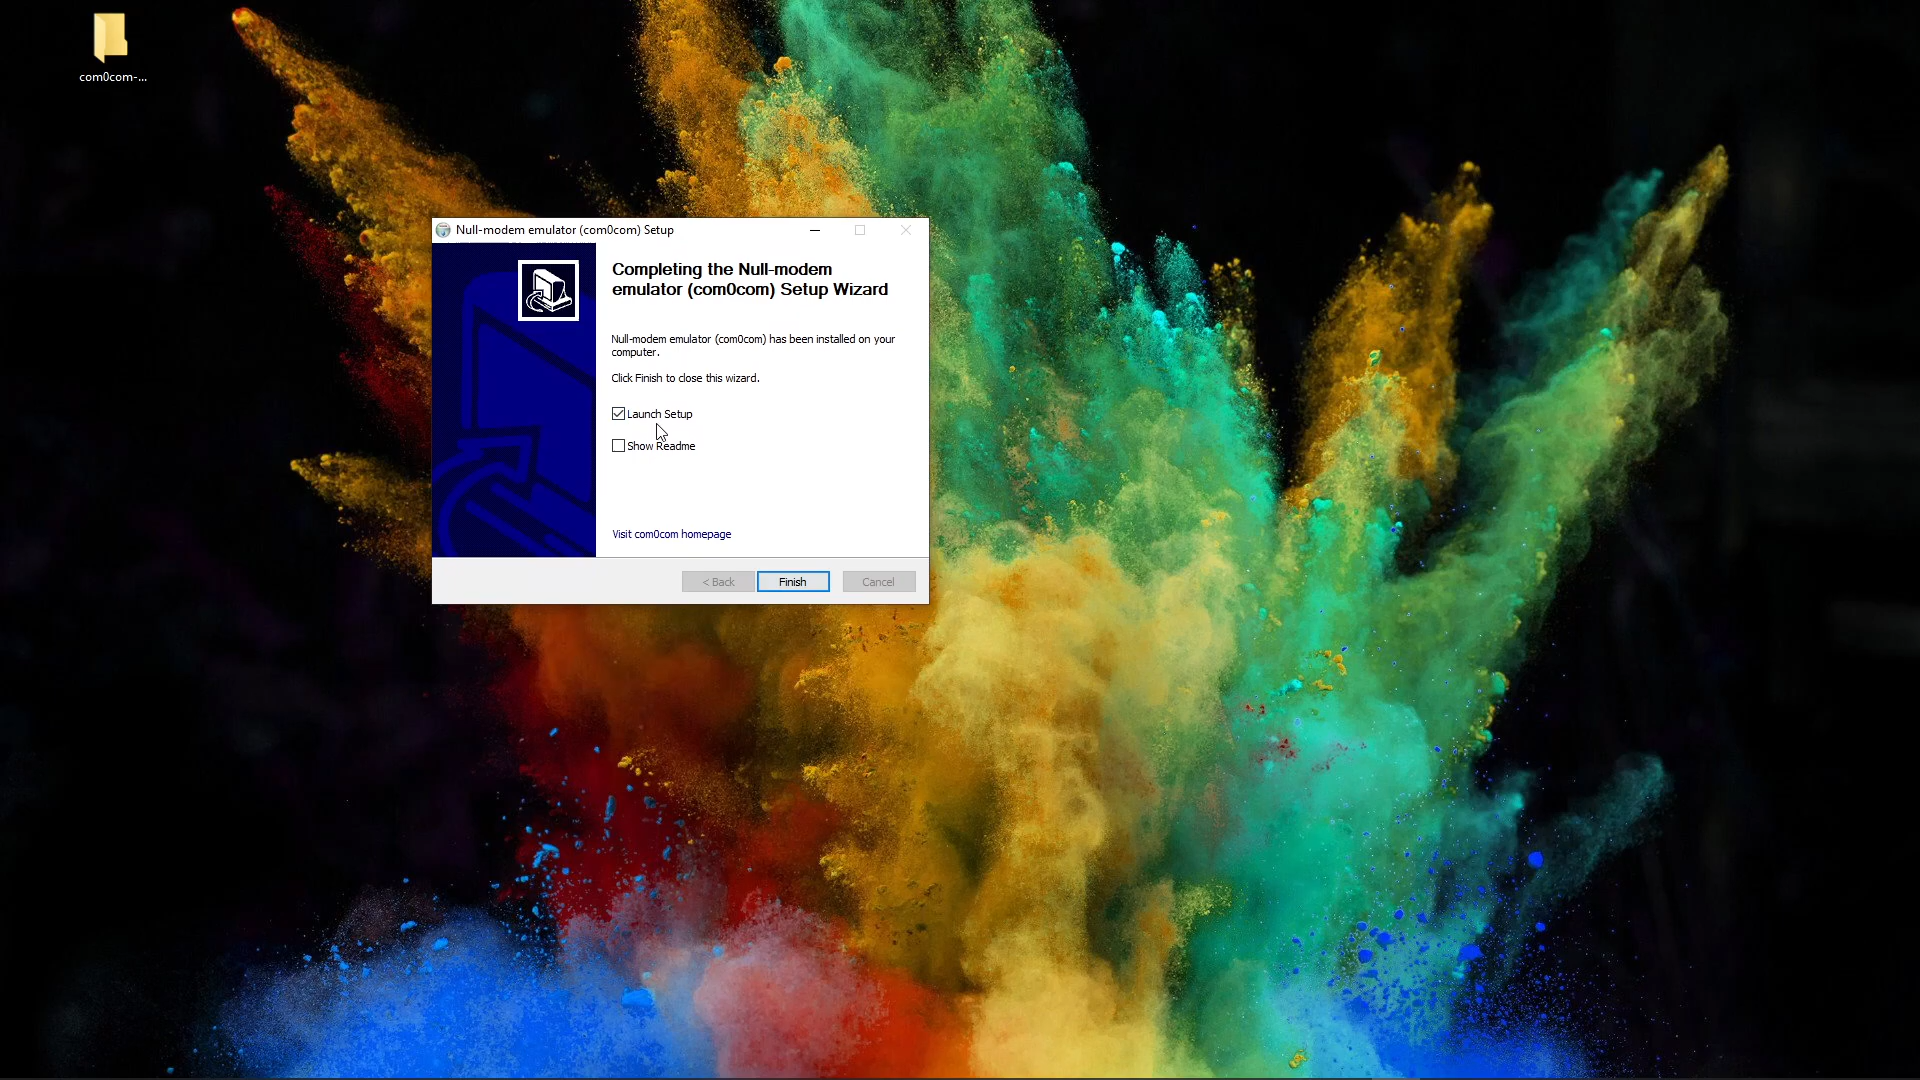 com0com-...
Null-modem emulator (com0com) Setup
Completing the Null-modem
emulator (com0com) Setup Wizard
Null-modem emulator (com0com) has been installed on your
computer.
Click Finish to close this wizard.
Launch Setup
Show Readme
Visit com0com homepage
< Back
Finish
Cancel